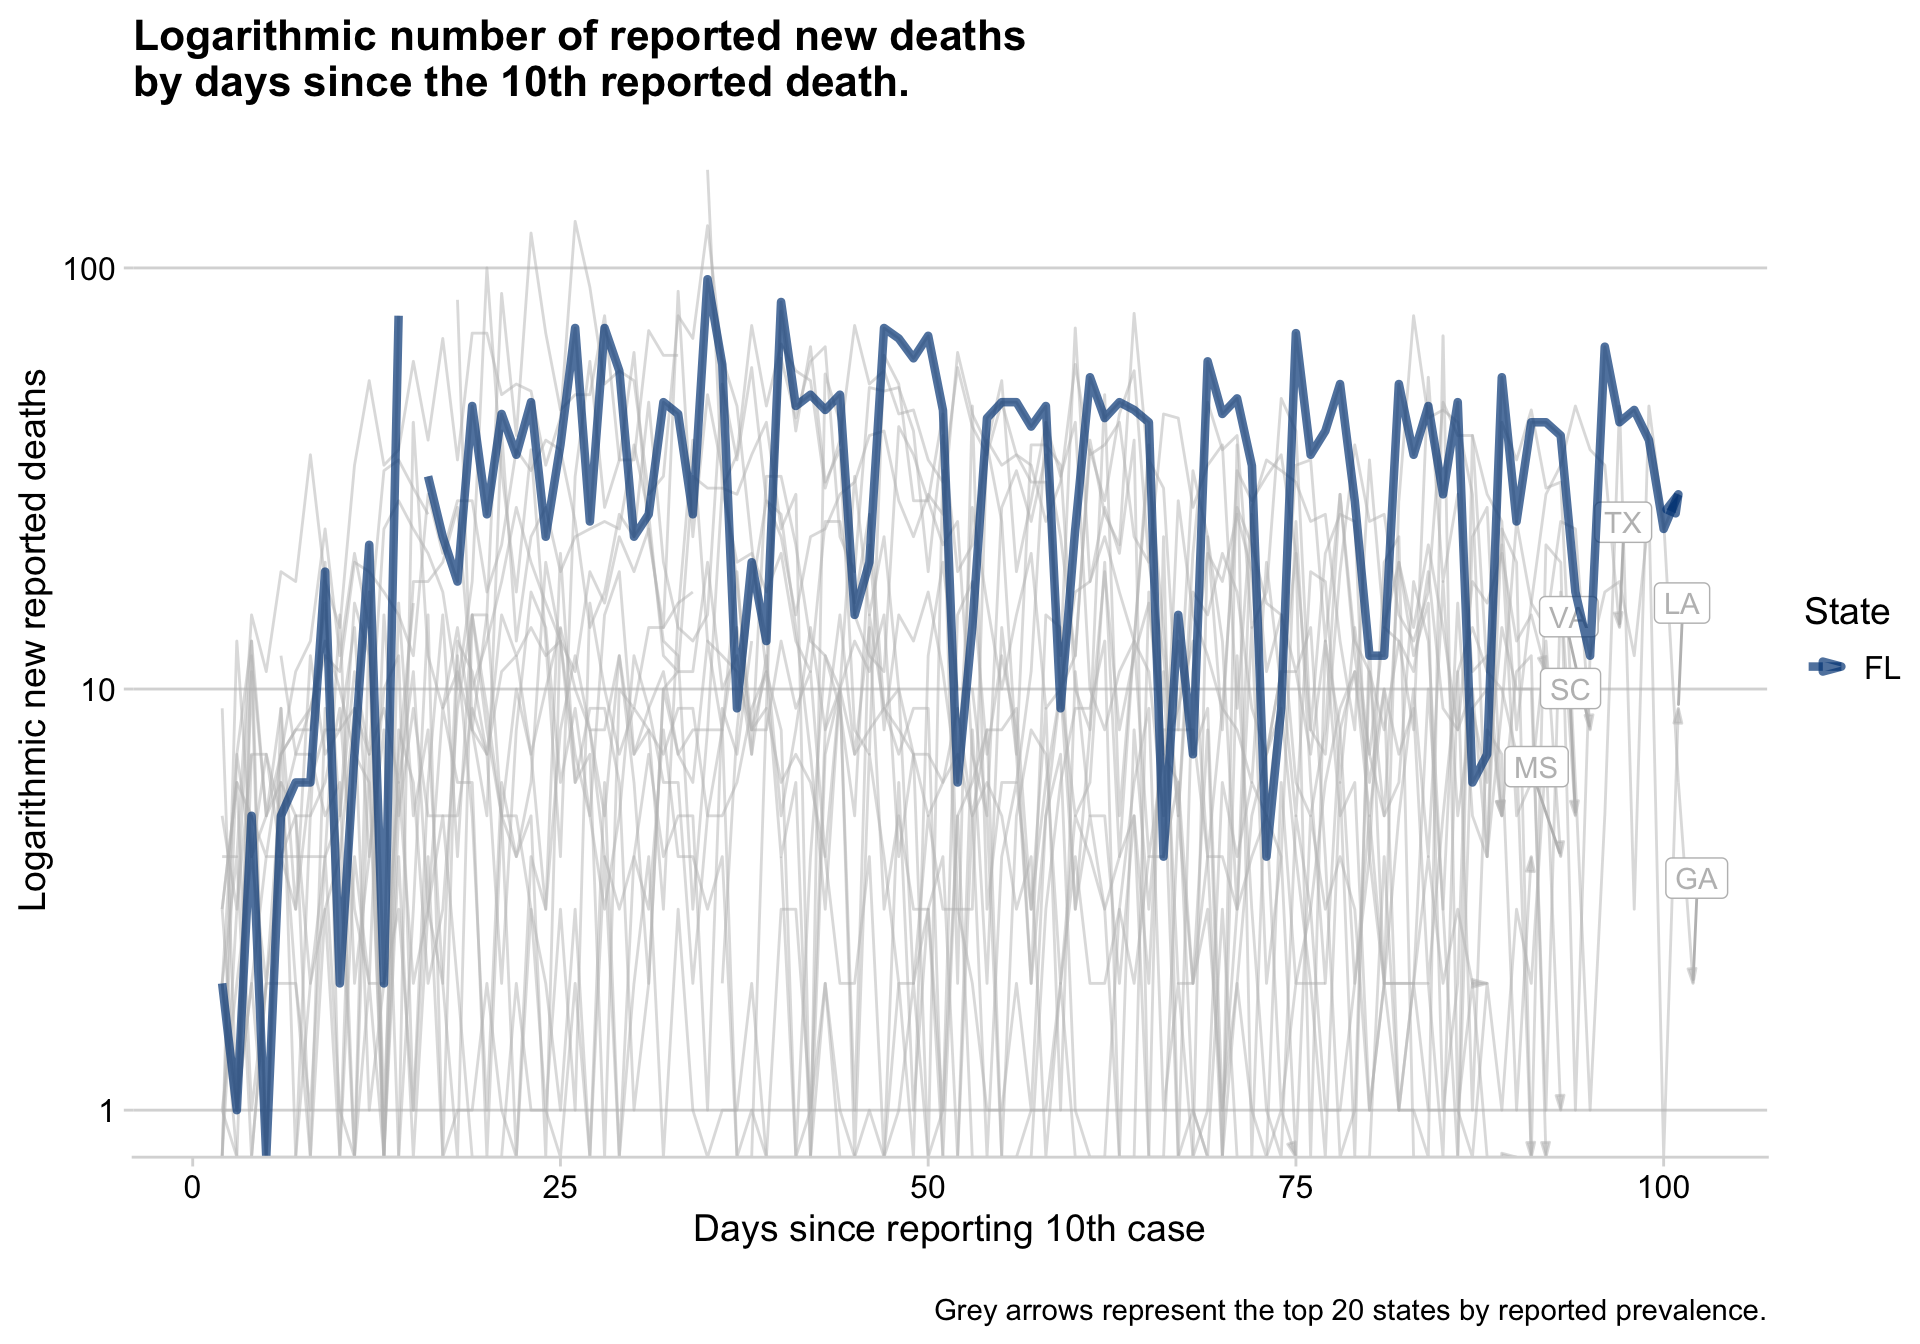 Logarithmic number of reported new deaths
by days since the 10th reported death.
Logarithmic new reported deaths
100
10
1
TX
VA
LA
SC
MS
GA
State
FL
0 25 50 75 100
Days since reporting 10th case
Grey arrows represent the top 20 states by reported prevalence.